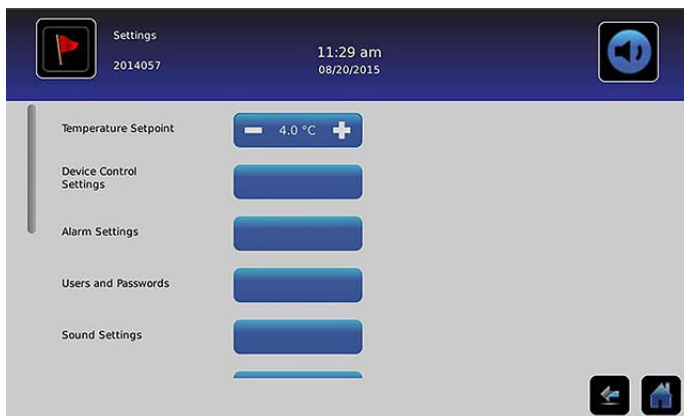 Settings
2014057
11:29 am
08/20/2015
Temperature Setpoint
4.0 °C
Device Control
Settings
Alarm Settings
Users and Passwords
Sound Settings